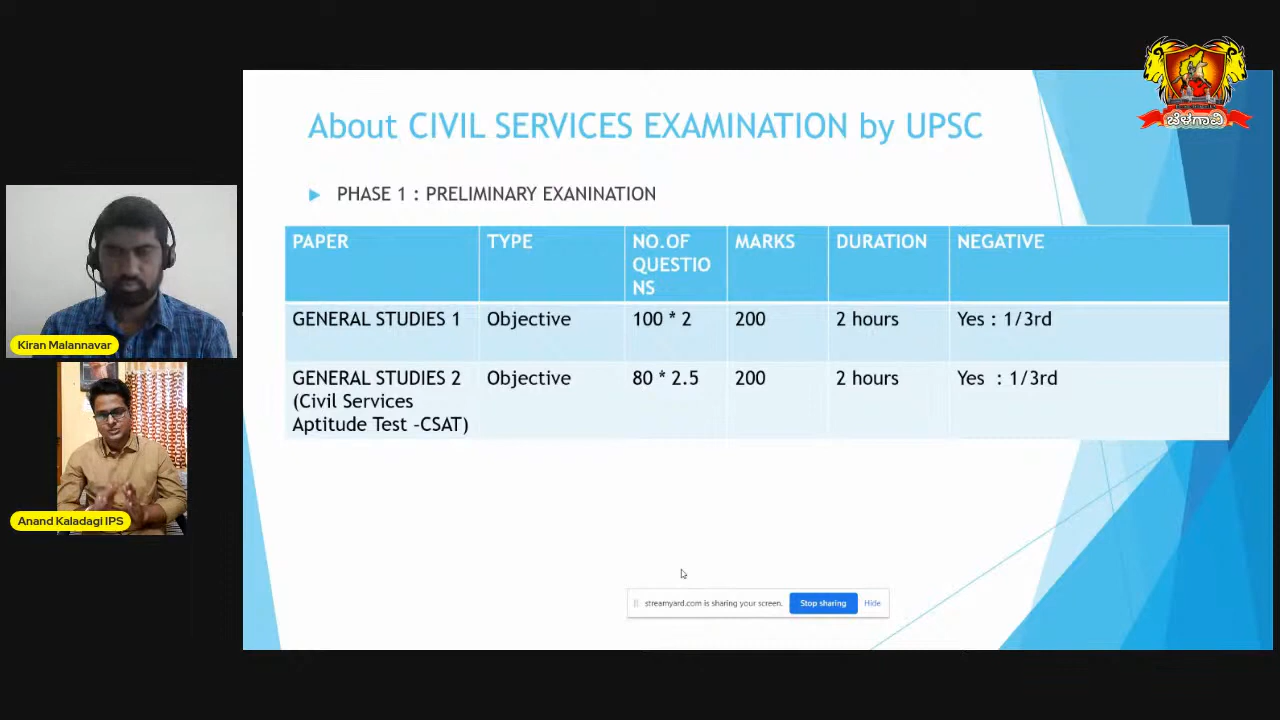 ಬೆಳಗಾವಿ
About CIVIL SERVICES EXAMINATION by UPSC
PHASE 1 : PRELIMINARY EXANINATION
PAPER TYPE NO.OF QUESTIO NS MARKS DURATION NEGATIVE
GENERAL STUDIES 1 Objective 100 * 2 200 2 hours Yes : 1/3rd
GENERAL STUDIES 2 Objective 80 * 2.5 200 2 hours Yes : 1/3rd
(Civil Services
Aptitude Test -CSAT)
Kiran Malannavar
Anand Kaladagi IPS
streamyard.com is sharing your screen. Stop sharing Hide